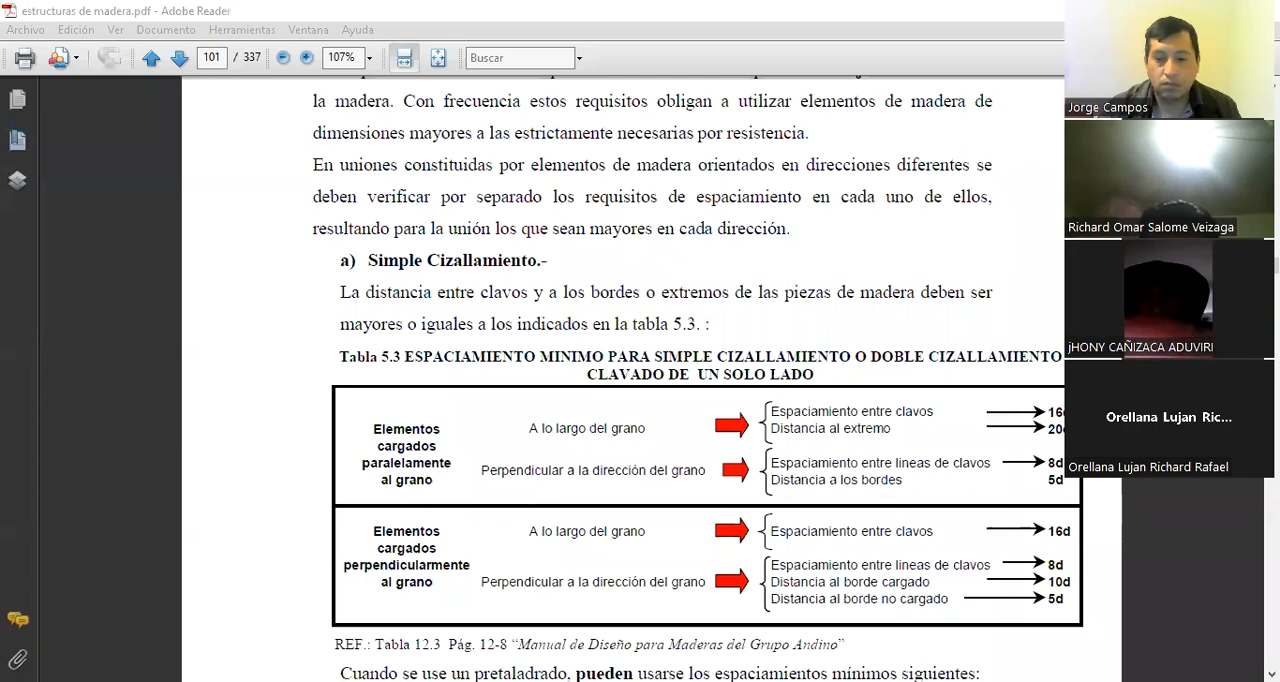 estructuras de madera.pdf - Adobe Reader
Archivo Edición Ver Documento Herramientas Ventana Ayuda
101 / 337 107% Buscar
la madera. Con frecuencia estos requisitos obligan a utilizar elementos de madera de
dimensiones mayores a las estrictamente necesarias por resistencia.
En uniones constituidas por elementos de madera orientados en direcciones diferentes se
deben verificar por separado los requisitos de espaciamiento en cada uno de ellos,
resultando para la unión los que sean mayores en cada dirección.
a) Simple Cizallamiento.-
La distancia entre clavos y a los bordes o extremos de las piezas de madera deben ser
mayores o iguales a los indicados en la tabla 5.3. :
Tabla 5.3 ESPACIAMIENTO MINIMO PARA SIMPLE CIZALLAMIENTO O DOBLE CIZALLAMIENTO
CLAVADO DE UN SOLO LADO
Elementos
cargados
paralelamente
al grano
A lo largo del grano
Espaciamiento entre clavos 16d
Distancia al extremo 20d
Perpendicular a la dirección del grano
Espaciamiento entre lineas de clavos 8d
Distancia a los bordes 5d
Elementos
cargados
perpendicularmente
al grano
A lo largo del grano
Espaciamiento entre clavos 16d
Perpendicular a la dirección del grano
Espaciamiento entre lineas de clavos 8d
Distancia al borde cargado 10d
Distancia al borde no cargado 5d
REF.: Tabla 12.3 Pág. 12-8 “Manual de Diseño para Maderas del Grupo Andino”
Cuando se use un pretaladrado, pueden usarse los espaciamientos mínimos siguientes:
Jorge Campos
Richard Omar Salome Veizaga
jHONY CAÑIZACA ADUVIRI
Orellana Lujan Ric...
Orellana Lujan Richard Rafael